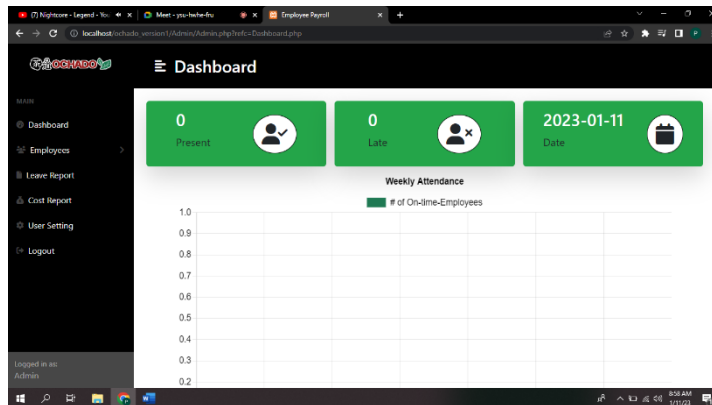 (7) Nightcore - Legend - You
Meet - ysu-hwhe-fru
Employee Payroll
localhost/ochado_version1/Admin/Admin.php?refc=Dashboard.php
OCHADO
Dashboard
MAIN
Dashboard
Employees
Leave Report
Cost Report
User Setting
Logout
Logged in as:
Admin
0
Present
0
Late
2023-01-11
Date
Weekly Attendance
# of On-time-Employees
1.0
0.9
0.8
0.7
0.6
0.5
0.4
0.3
0.2
8:58 AM
1/11/23